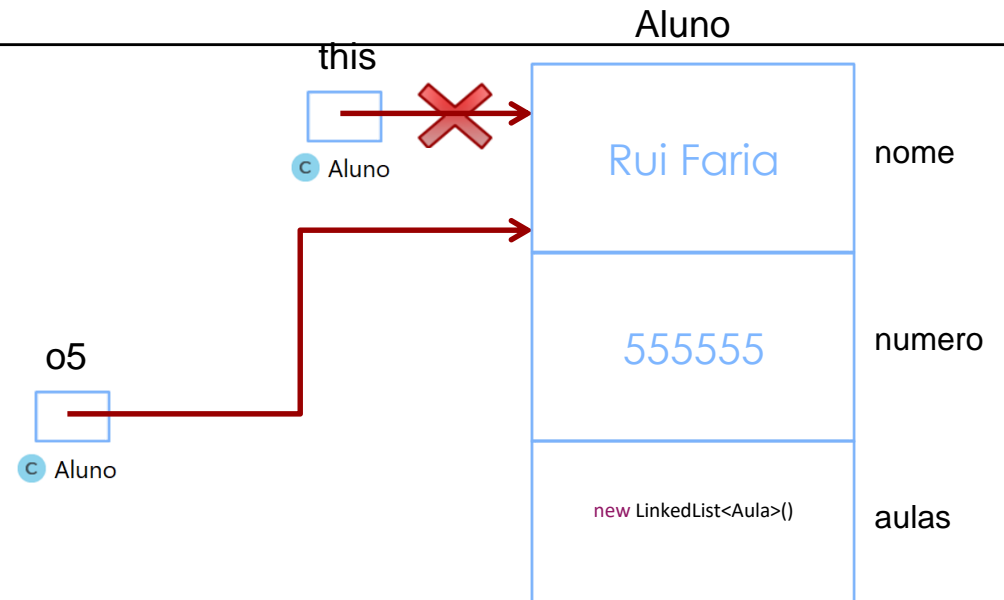 Aluno
this
C Aluno
Rui Faria
nome
555555
numero
o5
C Aluno
new LinkedList<Aula>()
aulas